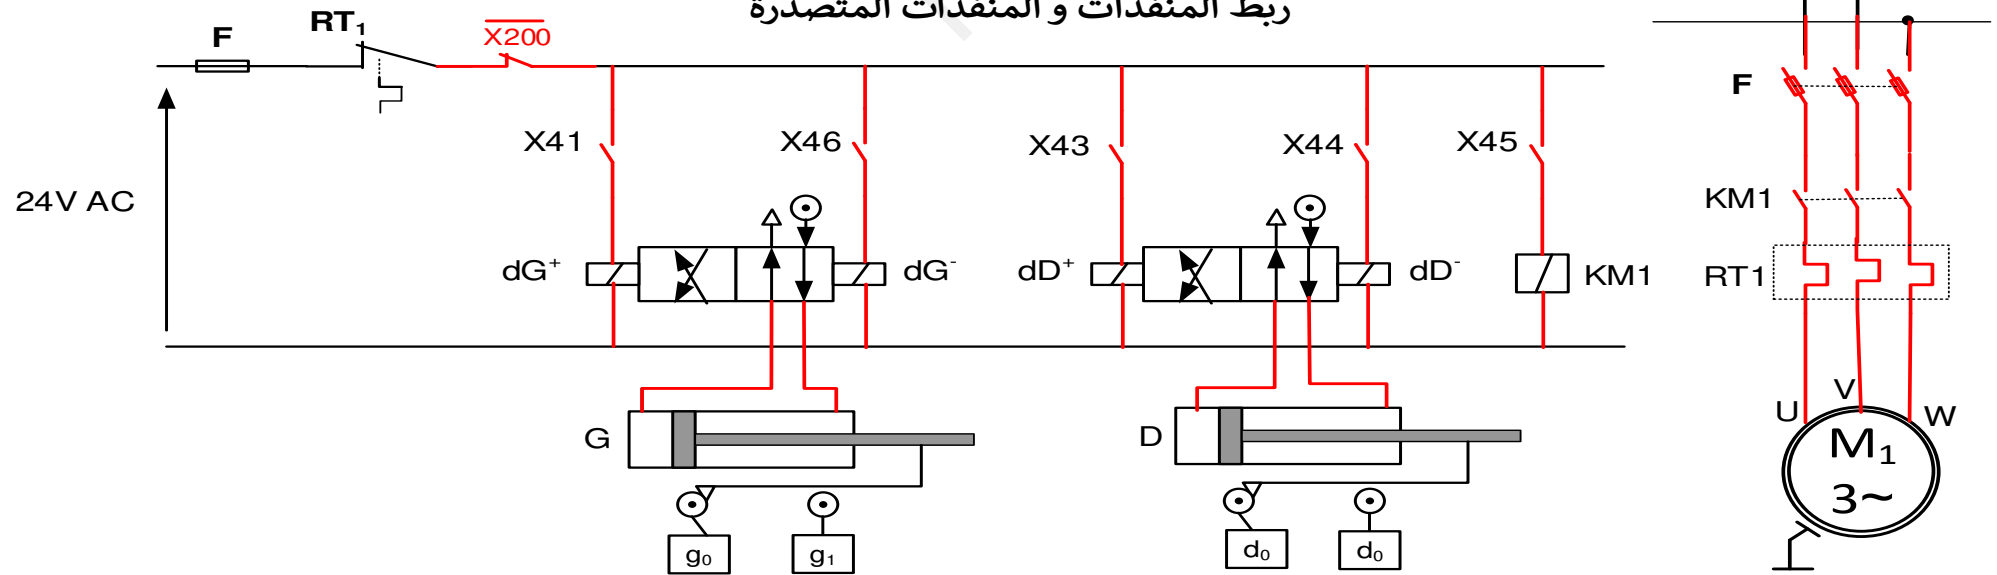 ربط المنفذات و المنفذات المتصدرة
F
RT1
X200
F
X41
X46
X43
X44
X45
24V AC
KM1
dG+
dG-
dD+
dD-
KM1
RT1
V
U
W
G
D
M1
3~
g0
g1
d0
d0